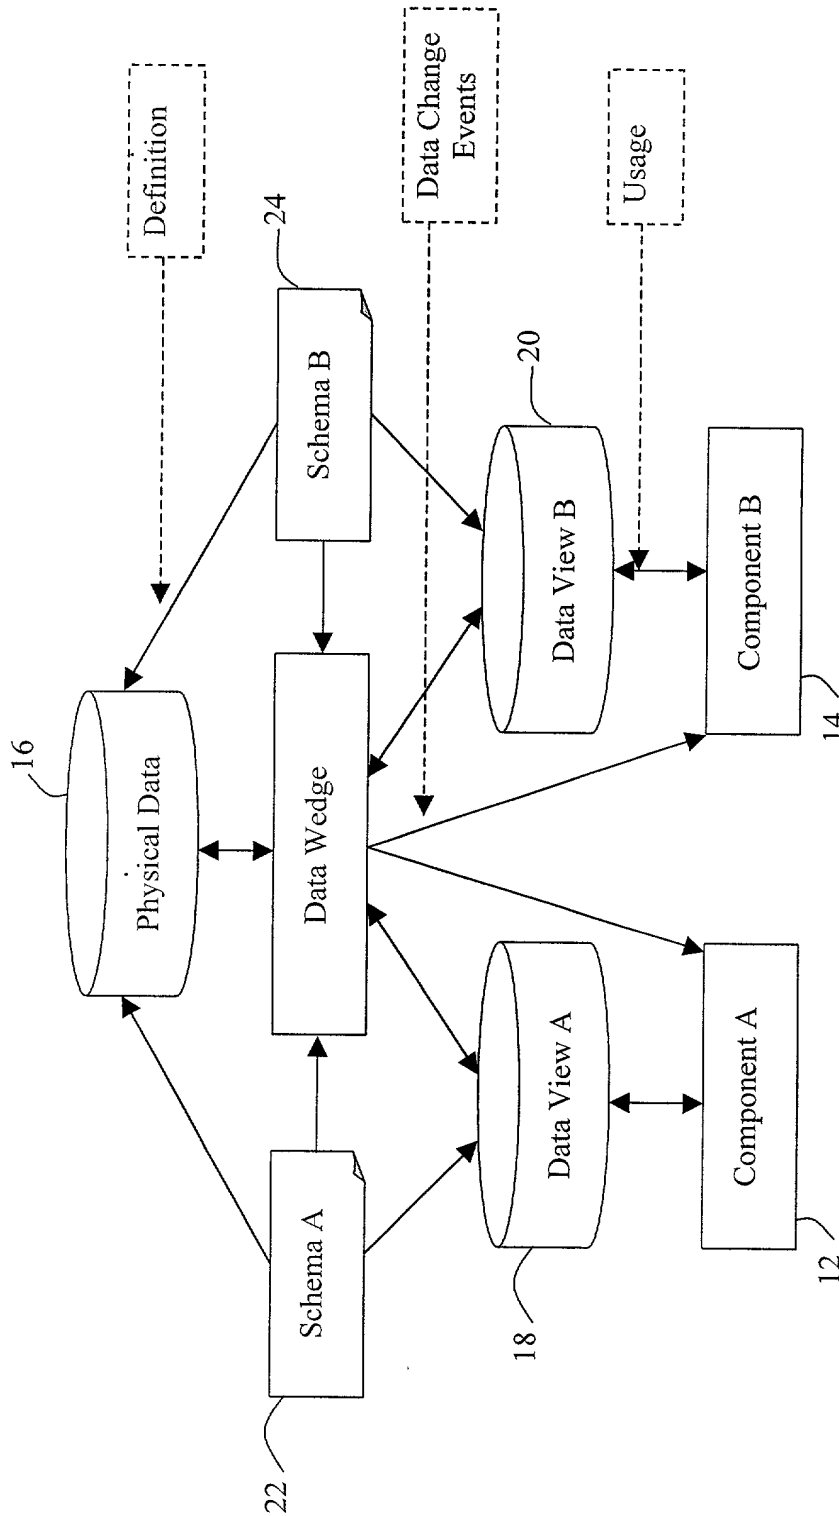 16
Physical Data
Definition
22
Schema A
Data Wedge
Schema B
24
Data Change
Events
18
Data View A
Data View B
20
Usage
12
Component A
Component B
14